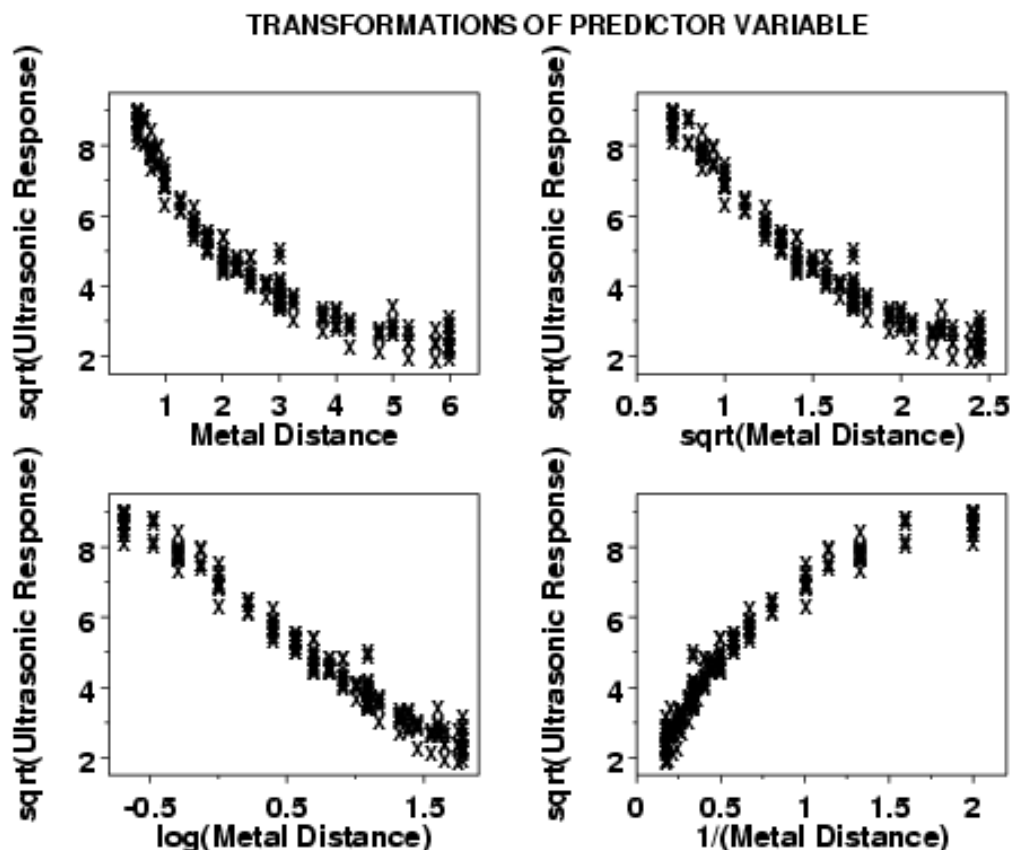 TRANSFORMATIONS OF PREDICTOR VARIABLE
sqrt(Ultrasonic Response)
8
6
4
2
1 2 3 4 5 6
Metal Distance
sqrt(Ultrasonic Response)
8
6
4
2
0.5 1 1.5 2 2.5
sqrt(Metal Distance)
sqrt(Ultrasonic Response)
8
6
4
2
-0.5 0.5 1.5
log(Metal Distance)
sqrt(Ultrasonic Response)
8
6
4
2
0 0.5 1 1.5 2
1/(Metal Distance)